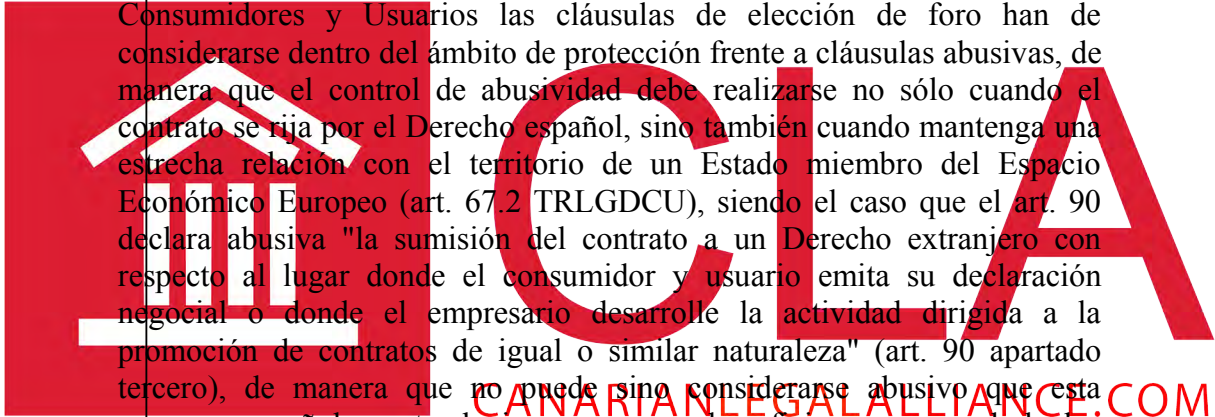 Consumidores y Usuarios las cláusulas de elección de foro han de
considerarse dentro del ámbito de protección frente a cláusulas abusivas, de
manera que el control de abusividad debe realizarse no sólo cuando el
contrato se rija por el Derecho español, sino también cuando mantenga una
estrecha relación con el territorio de un Estado miembro del Espacio
Económico Europeo (art. 67.2 TRLGDCU), siendo el caso que el art. 90
declara abusiva "la sumisión del contrato a un Derecho extranjero con
respecto al lugar donde el consumidor y usuario emita su declaración
negocial o donde el empresario desarrolle la actividad dirigida a la
promoción de contratos de igual o similar naturaleza" (art. 90 apartado
tercero), de manera que no puede sino considerarse abusivo que esta
CLA
CANARIANLEGALALLIANCE.COM